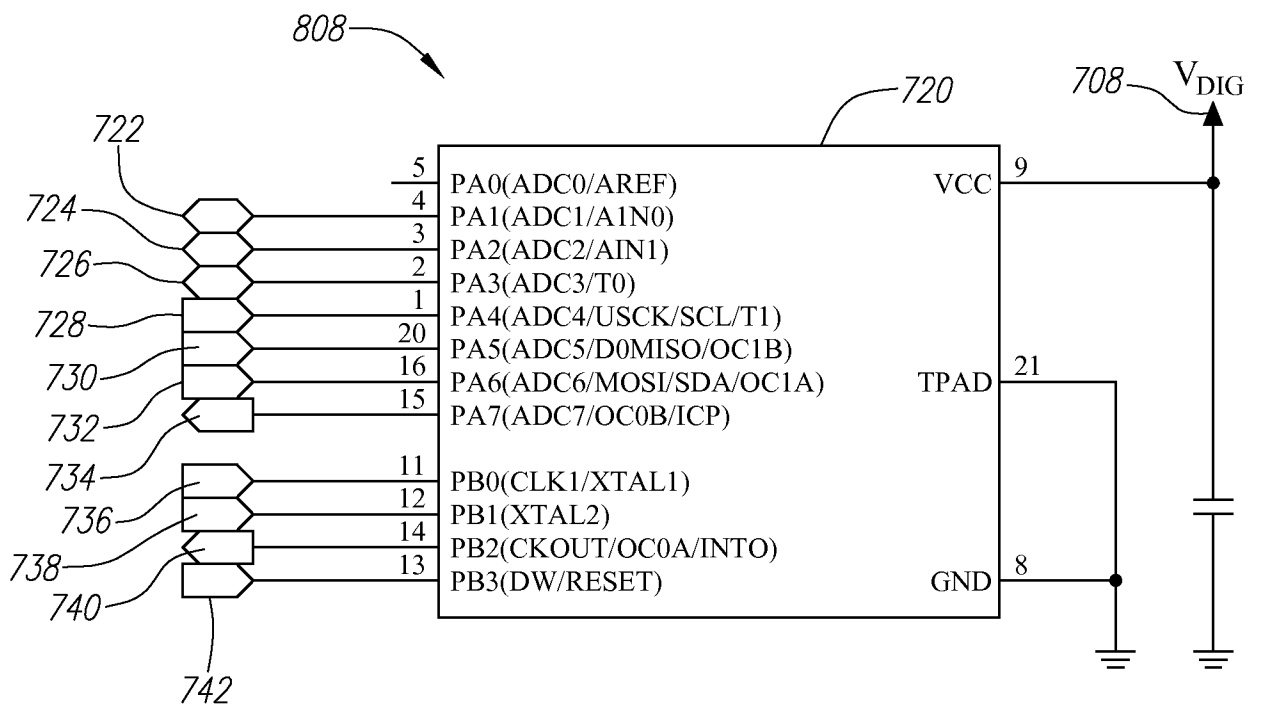 808
708
V_DIG
720
722
5
PA0(ADC0/AREF)
VCC
9
724
4
PA1(ADC1/A1N0)
726
3
PA2(ADC2/AIN1)
2
PA3(ADC3/T0)
728
1
PA4(ADC4/USCK/SCL/T1)
730
20
PA5(ADC5/D0MISO/OC1B)
732
16
PA6(ADC6/MOSI/SDA/OC1A)
TPAD
21
734
15
PA7(ADC7/OC0B/ICP)
736
11
PB0(CLK1/XTAL1)
738
12
PB1(XTAL2)
740
14
PB2(CKOUT/OC0A/INTO)
13
PB3(DW/RESET)
GND
8
742